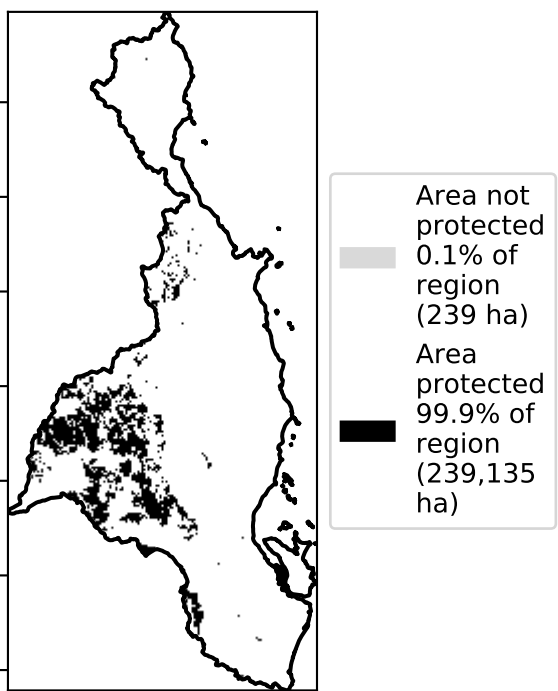 Area not
protected
0.1% of
region
(239 ha)
Area
protected
99.9% of
region
(239,135
ha)